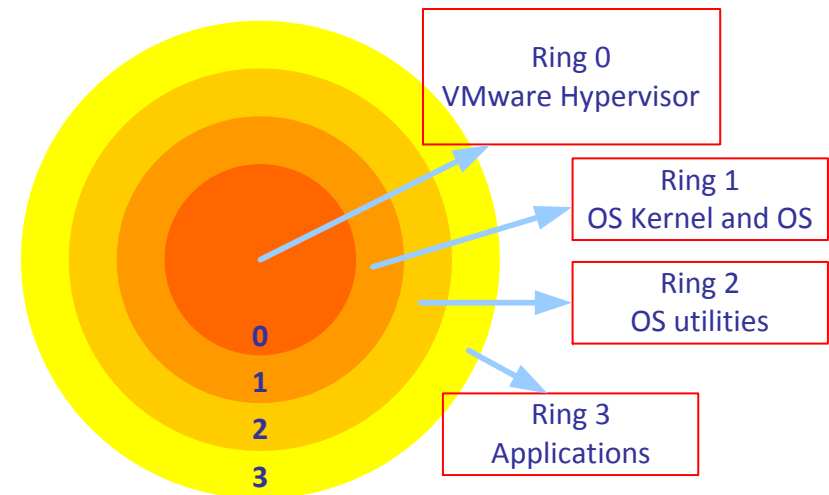 Ring 0
VMware Hypervisor
Ring 1
OS Kernel and OS
Ring 2
OS utilities
Ring 3
Applications
0
1
2
3